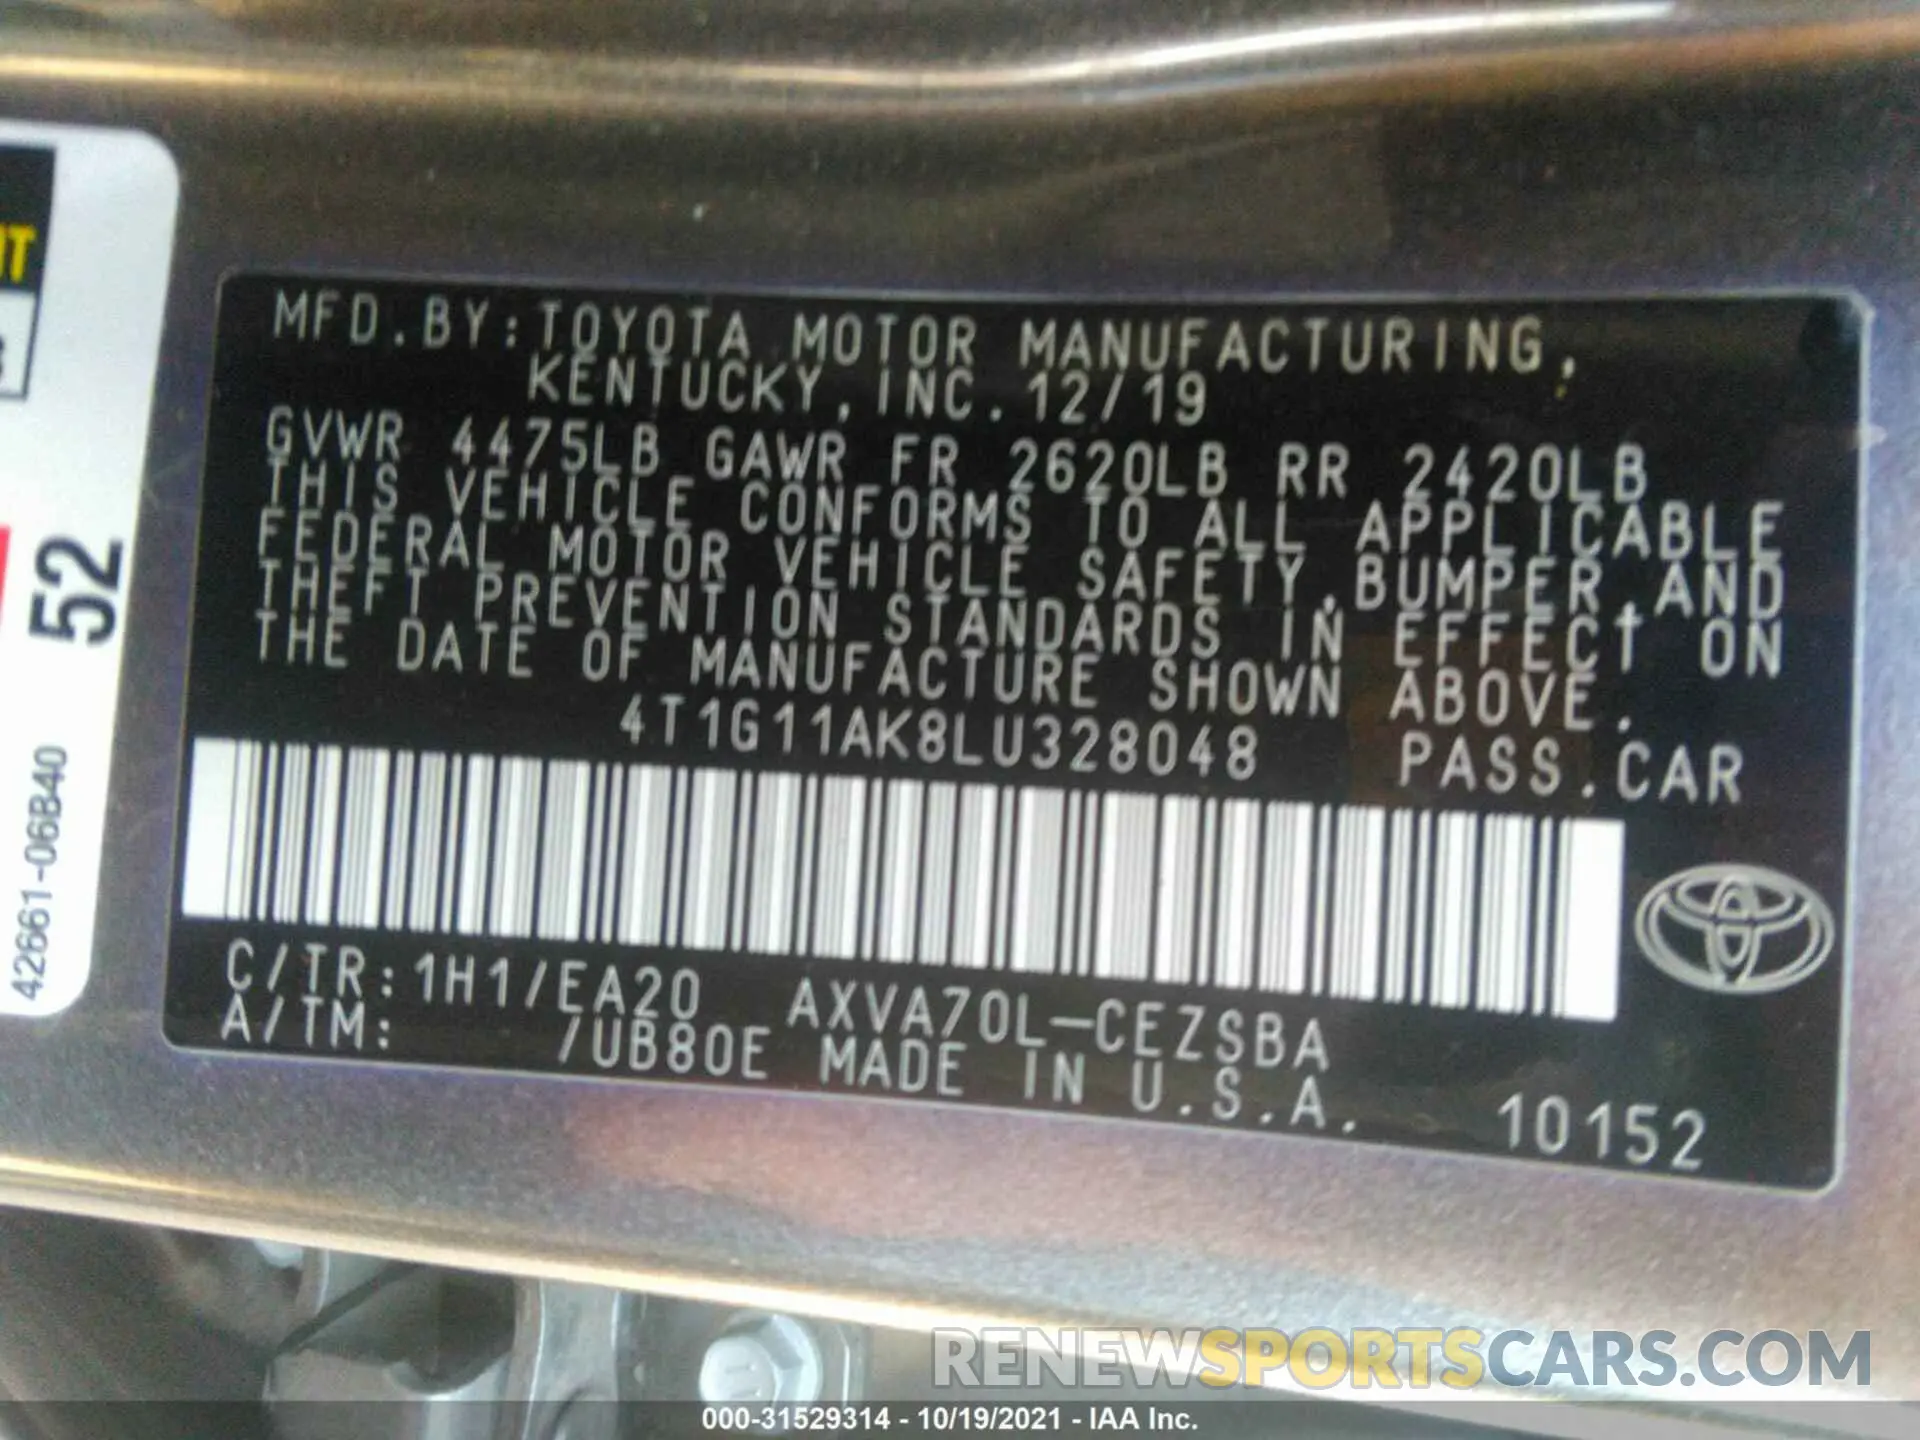 MFD.BY:TOYOTA MOTOR MANUFACTURING,
KENTUCKY, INC. 12/19
GVWR 4475LB GAWR FR 2620LB RR 2420LB
THIS VEHICLE CONFORMS TO ALL APPLICABLE
FEDERAL MOTOR VEHICLE SAFETY,BUMPER,AND
THEFT PREVENTION STANDARDS IN EFFECT ON
THE DATE OF MANUFACTURE SHOWN ABOVE.
4T1G11AK8LU328048 PASS.CAR
C/TR:1H1/EA20 AXVA70L-CEZSBA
A/TM: /UB80E MADE IN U.S.A.
10152
52
42661-06B40
RENEWSPORTSCARS.COM
000-31529314 - 10/19/2021 - IAA Inc.